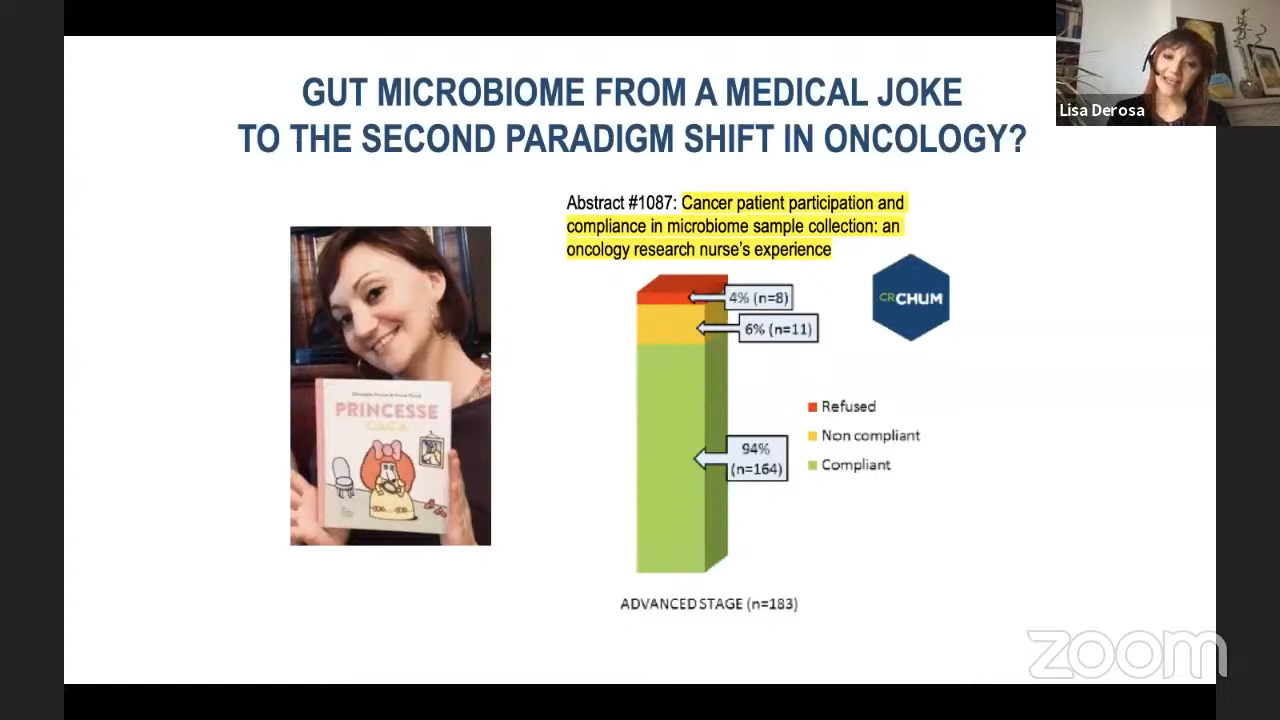 GUT MICROBIOME FROM A MEDICAL JOKE
TO THE SECOND PARADIGM SHIFT IN ONCOLOGY?
Lisa Derosa
Abstract #1087: Cancer patient participation and
compliance in microbiome sample collection: an
oncology research nurse's experience
CRCHUM
4% (n=8)
6% (n=11)
94%
(n=164)
Refused
Non compliant
Compliant
ADVANCED STAGE (n=183)
PRINCESSE
CACA
zoom